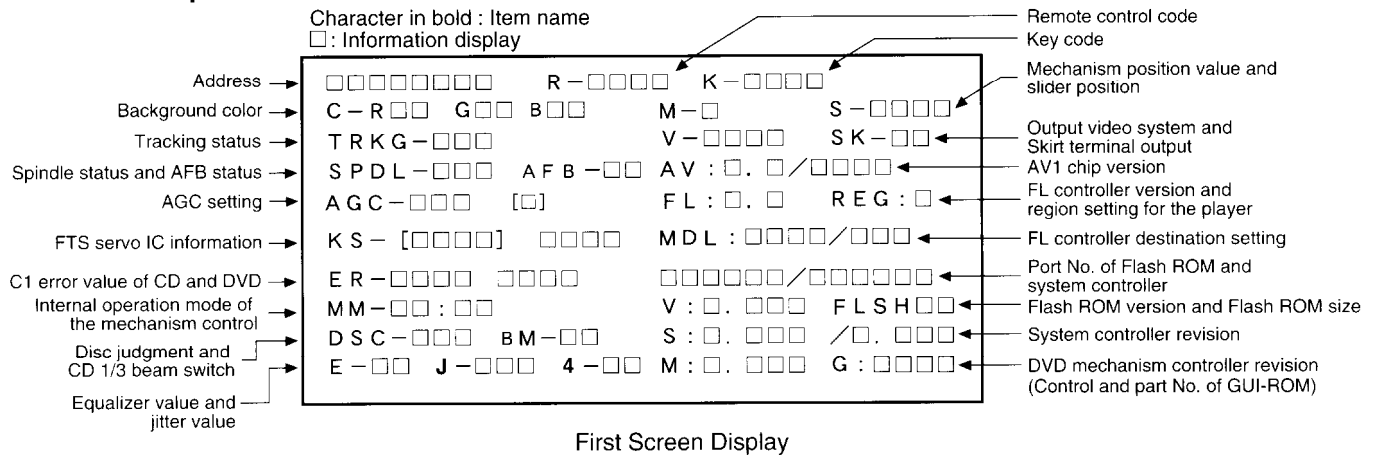 Character in bold : Item name
□ : Information display
Remote control code
Key code
Address
□□□□□□□□ R－□□□□ K－□□□□
Mechanism position value and
slider position
Background color
C－R□□ G□□ B□□ M－□ S－□□□□
Tracking status
TRKG－□□□ V－□□□□ SK－□□
Output video system and
Skirt terminal output
Spindle status and AFB status
SPDL－□□□ AFB－□□ AV:□.□/□□□□
AV1 chip version
AGC setting
AGC－□□□ [□] FL:□.□ REG:□
FL controller version and
region setting for the player
FTS servo IC information
KS－[□□□□] □□□□ MDL:□□□□/□□□
FL controller destination setting
C1 error value of CD and DVD
ER－□□□□ □□□□ □□□□□□/□□□□□□
Port No. of Flash ROM and
system controller
Internal operation mode of
the mechanism control
MM－□□:□□ V:□.□□□ FLSH□□
Flash ROM version and Flash ROM size
Disc judgment and
CD 1/3 beam switch
DSC－□□□ BM－□□ S:□.□□□ /□.□□□
System controller revision
Equalizer value and
jitter value
E－□□ J－□□□ 4－□□ M:□.□□□ G:□□□□
DVD mechanism controller revision
(Control and part No. of GUI-ROM)
First Screen Display